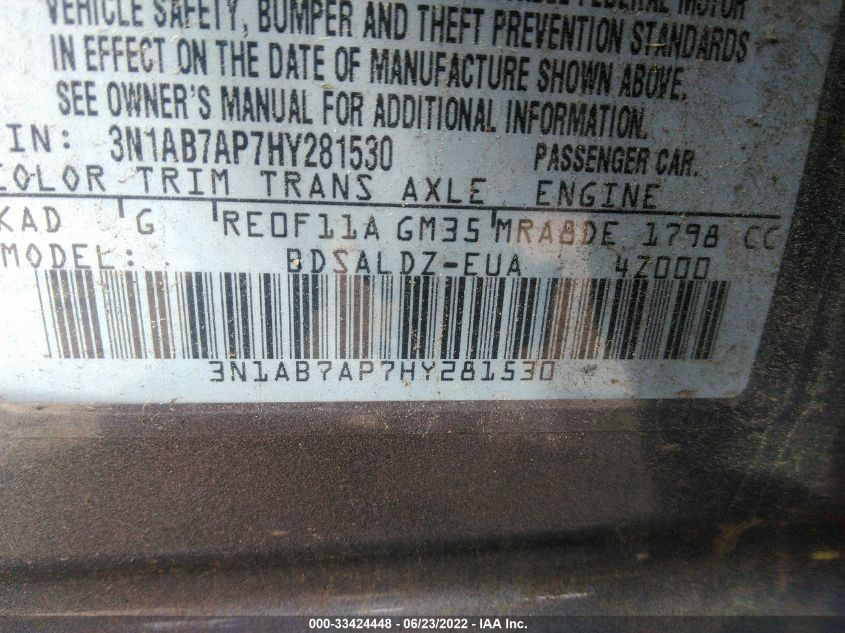 FEDERAL MOTOR
VEHICLE SAFETY, BUMPER AND THEFT PREVENTION STANDARDS
IN EFFECT ON THE DATE OF MANUFACTURE SHOWN ABOVE.
SEE OWNER'S MANUAL FOR ADDITIONAL INFORMATION.
IN: 3N1AB7AP7HY281530 PASSENGER CAR.
COLOR TRIM TRANS AXLE ENGINE
KAD G RE0F11A GM35 MRA8DE 1798 CC
MODEL: BDSALDZ-EUA 4Z000
3N1AB7AP7HY281530
000-33424448 - 06/23/2022 - IAA Inc.